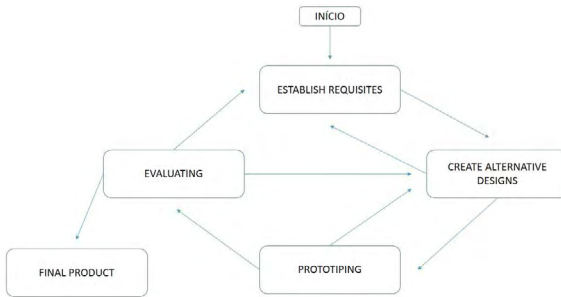 INÍCIO
ESTABLISH REQUISITES
EVALUATING
CREATE ALTERNATIVE
DESIGNS
FINAL PRODUCT
PROTOTIPING